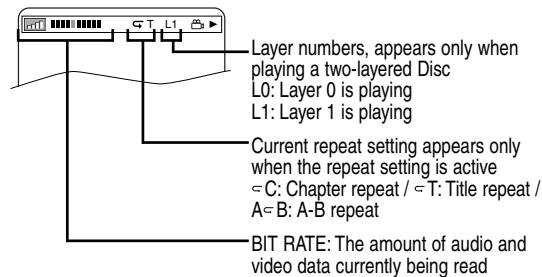 T L1
Layer numbers, appears only when
playing a two-layered Disc
L0: Layer 0 is playing
L1: Layer 1 is playing
Current repeat setting appears only
when the repeat setting is active
C: Chapter repeat / T: Title repeat /
A B: A-B repeat
BIT RATE: The amount of audio and
video data currently being read